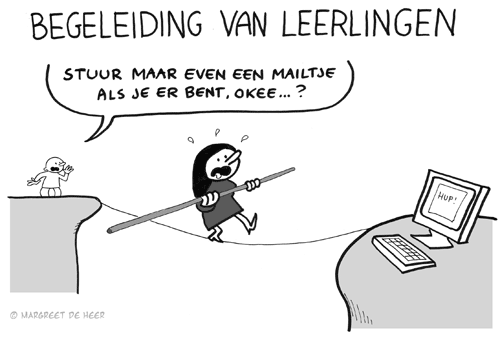 BEGELEIDING VAN LEERLINGEN
STUUR MAAR EVEN EEN MAILTJE
ALS JE ER BENT, OKEE...?
HUP!
© MARGREET DE HEER